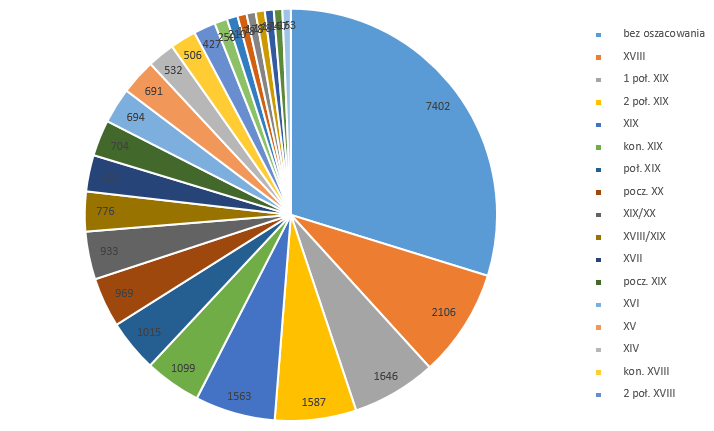 7402
2106
1646
1587
1563
1099
1015
969
933
776
704
694
691
532
506
427
250
bez oszacowania
XVIII
1 poł. XIX
2 poł. XIX
XIX
kon. XIX
poł. XIX
pocz. XX
XIX/XX
XVIII/XIX
XVII
pocz. XIX
XVI
XV
XIV
kon. XVIII
2 poł. XVIII